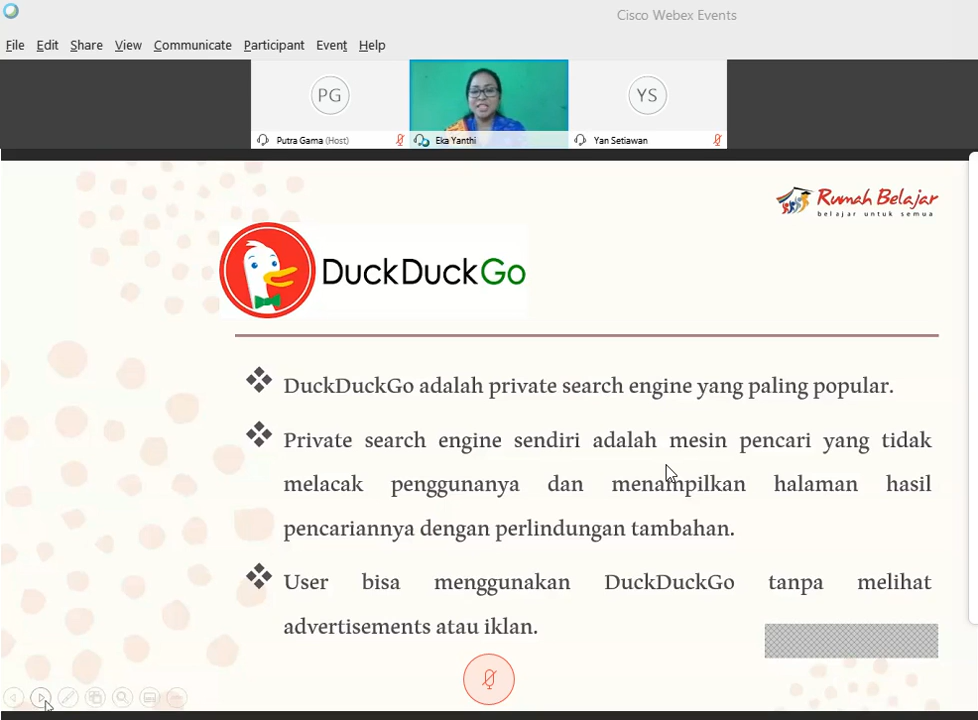 Cisco Webex Events
File Edit Share View Communicate Participant Event Help
PG
YS
Putra Gama (Host)
Eka Yanthi
Yan Setiawan
Rumah Belajar
belajar untuk semua
DuckDuckGo
DuckDuckGo adalah private search engine yang paling popular.
Private search engine sendiri adalah mesin pencari yang tidak
melacak penggunanya dan menampilkan halaman hasil
pencariannya dengan perlindungan tambahan.
User bisa menggunakan DuckDuckGo tanpa melihat
advertisements atau iklan.